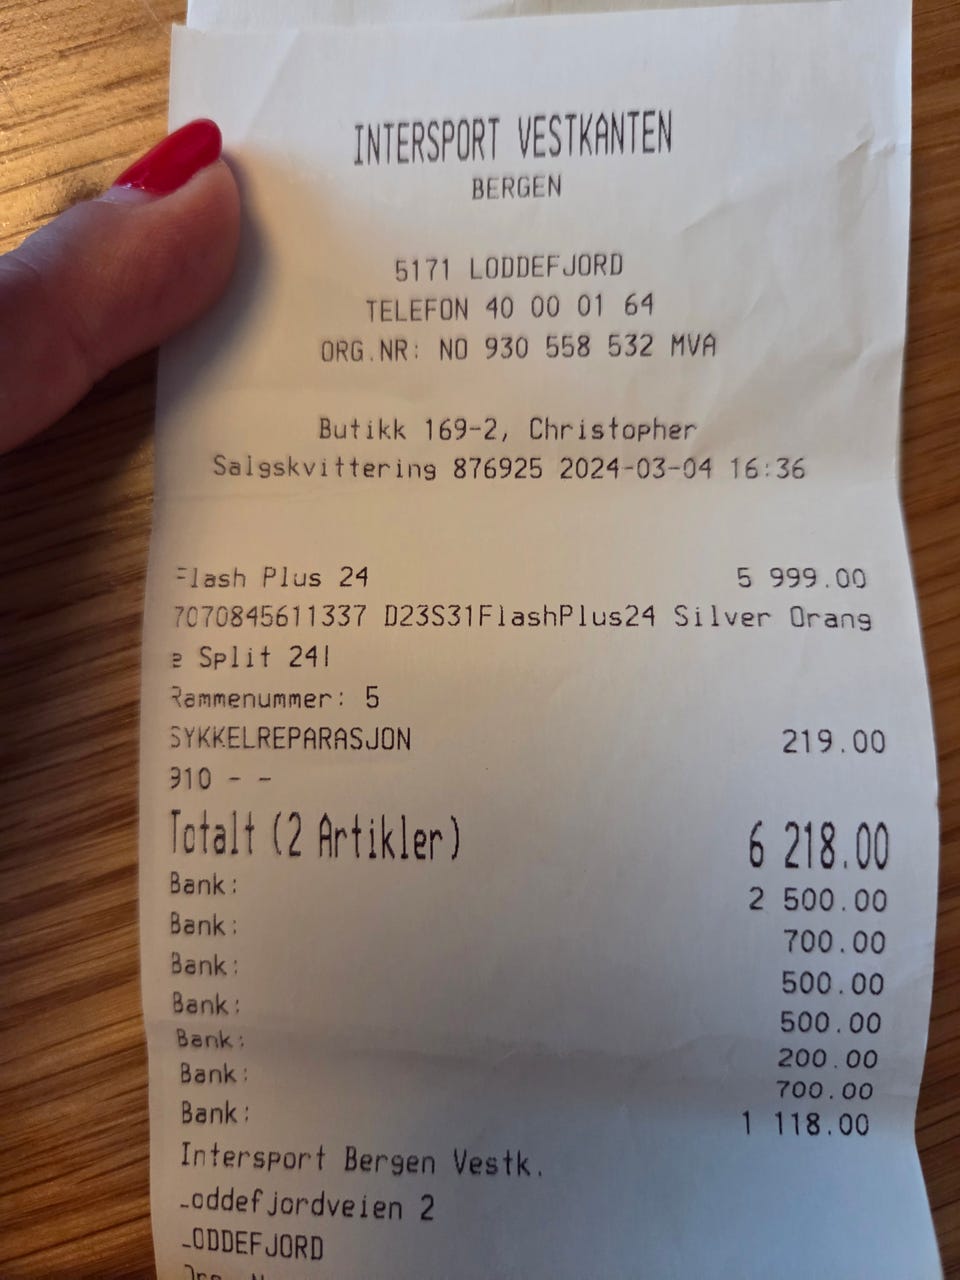 INTERSPORT VESTKANTEN
BERGEN
5171 LODDEFJORD
TELEFON 40 00 01 64
ORG.NR: NO 930 558 532 MVA
Butikk 169-2, Christopher
Salgskvittering 876925 2024-03-04 16:36
Flash Plus 24 5 999.00
7070845611337 D23S31FlashPlus24 Silver Orang
e Split 24l
Rammenummer: 5
SYKKELREPARASJON 219.00
910 - -
Totalt (2 Artikler) 6 218.00
Bank: 2 500.00
Bank: 700.00
Bank: 500.00
Bank: 500.00
Bank: 200.00
Bank: 700.00
Bank: 1 118.00
Intersport Bergen Vestk.
Loddefjordveien 2
LODDEFJORD